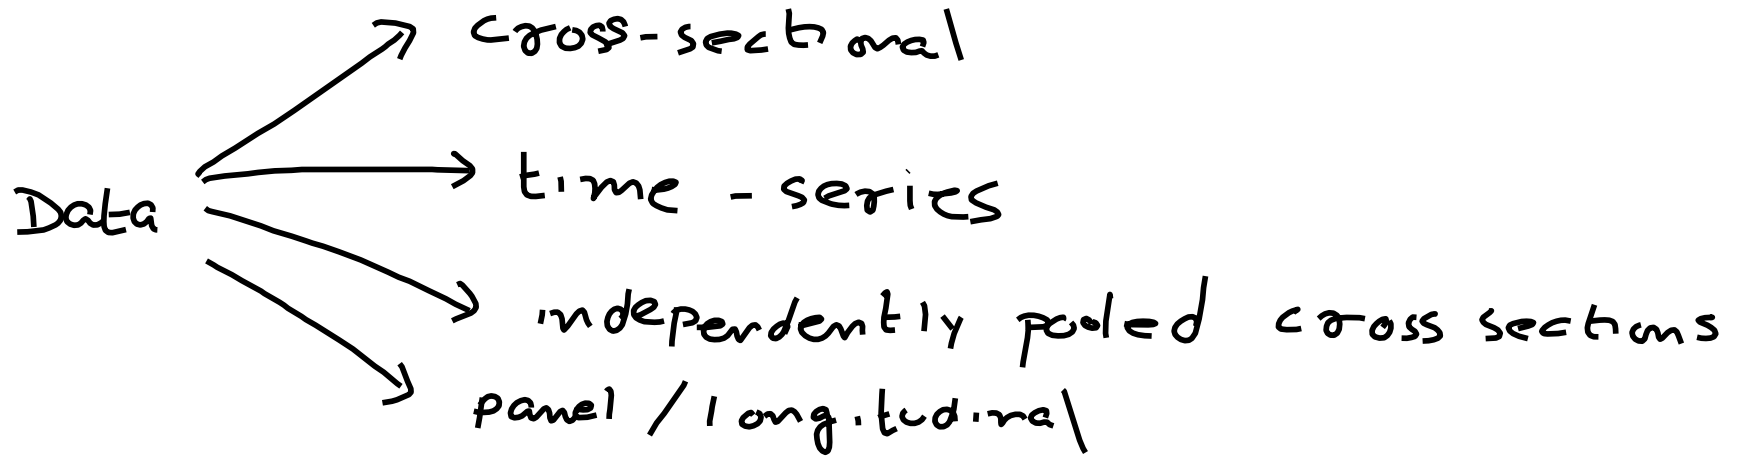 cross-sectional
time-series
Data
independently pooled cross sections
panel / longitudinal